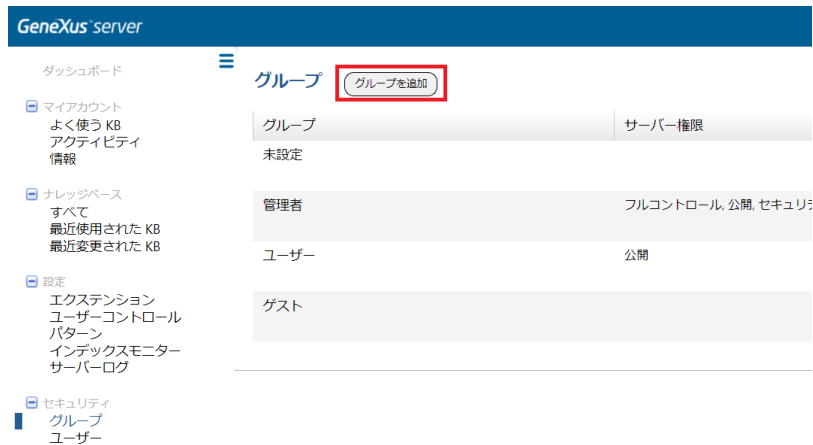 GeneXus™server
ダッシュボード
マイアカウント
よく使う KB
アクティビティ
情報
ナレッジベース
すべて
最近使用された KB
最近変更された KB
設定
エクステンション
ユーザーコントロール
パターン
インデックスモニター
サーバーログ
セキュリティ
グループ
ユーザー
グループ グループを追加
グループ サーバー権限
未設定
管理者 フルコントロール, 公開, セキュリテ
ユーザー 公開
ゲスト